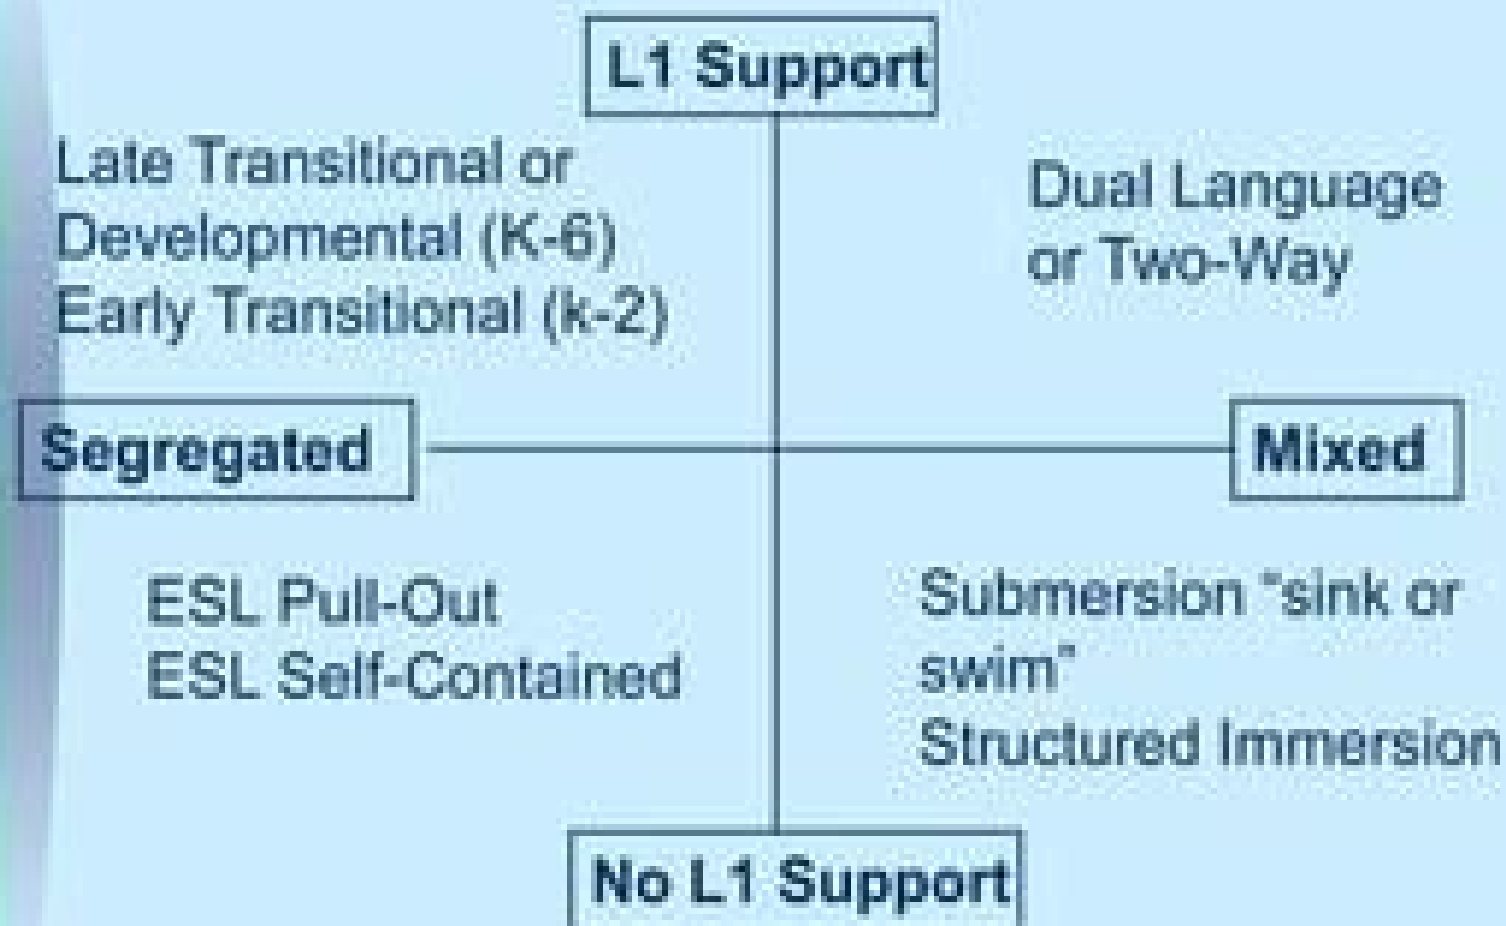 L1 Support
Late Transitional or
Developmental (K-6)
Early Transitional (k-2)
Dual Language
or Two-Way
Segregated
Mixed
ESL Pull-Out
ESL Self-Contained
Submersion "sink or
swim"
Structured Immersion
No L1 Support